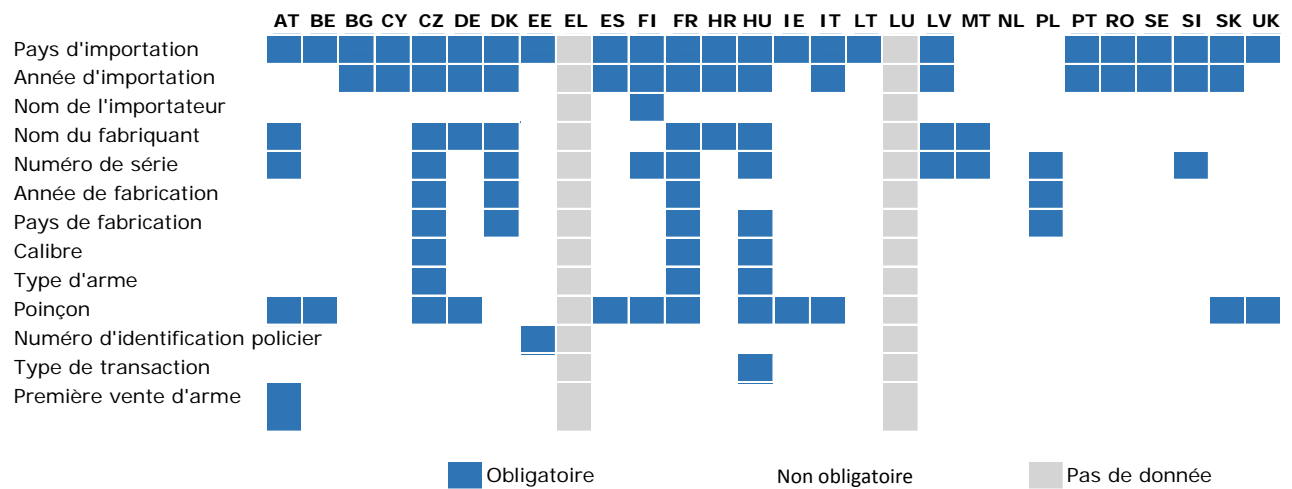 AT BE BG CY CZ DE DK EE EL ES FI FR HR HU IE IT LT LU LV MT NL PL PT RO SE SI SK UK
Pays d'importation
Année d'importation
Nom de l'importateur
Nom du fabriquant
Numéro de série
Année de fabrication
Pays de fabrication
Calibre
Type d'arme
Poinçon
Numéro d'identification policier
Type de transaction
Première vente d'arme
Obligatoire Non obligatoire Pas de donnée